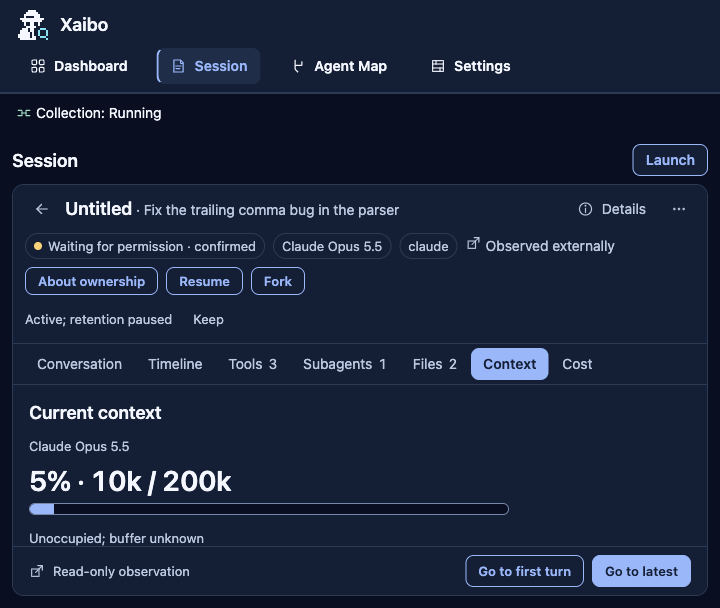 Xaibo
Dashboard Session Agent Map Settings
Collection: Running
Session Launch
Untitled · Fix the trailing comma bug in the parser Details ···
Waiting for permission · confirmed Claude Opus 5.5 claude Observed externally
About ownership Resume Fork
Active; retention paused Keep
Conversation Timeline Tools 3 Subagents 1 Files 2 Context Cost
Current context
Claude Opus 5.5
5% · 10k / 200k
Unoccupied; buffer unknown
Read-only observation Go to first turn Go to latest